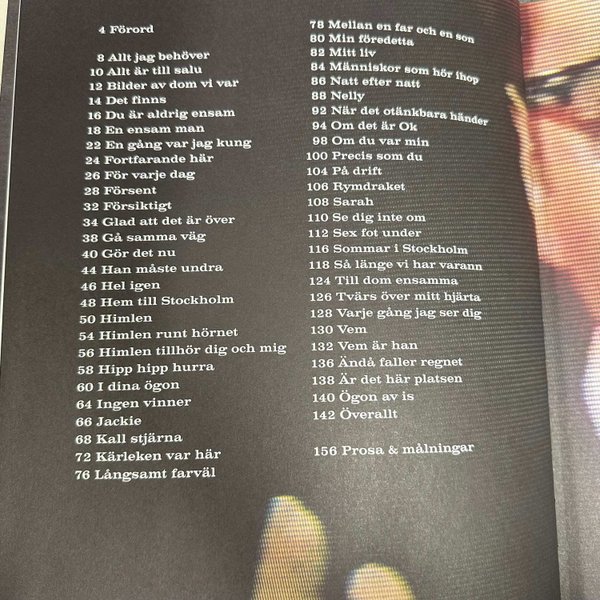 4 Förord
8 Allt jag behöver
10 Allt är till salu
12 Bilder av dom vi var
14 Det finns
16 Du är aldrig ensam
18 En ensam man
22 En gång var jag kung
24 Fortfarande här
26 För varje dag
28 Försent
32 Försiktigt
34 Glad att det är över
38 Gå samma väg
40 Gör det nu
44 Han måste undra
46 Hel igen
48 Hem till Stockholm
50 Himlen
54 Himlen runt hörnet
56 Himlen tillhör dig och mig
58 Hipp hipp hurra
60 I dina ögon
64 Ingen vinner
66 Jackie
68 Kall stjärna
72 Kärleken var här
76 Långsamt farväl
78 Mellan en far och en son
80 Min föredetta
82 Mitt liv
84 Människor som hör ihop
86 Natt efter natt
88 Nelly
92 När det otänkbara händer
94 Om det är Ok
98 Om du var min
100 Precis som du
104 På drift
106 Rymdraket
108 Sarah
110 Se dig inte om
112 Sex fot under
116 Sommar i Stockholm
118 Så länge vi har varann
124 Till dom ensamma
126 Tvärs över mitt hjärta
128 Varje gång jag ser dig
130 Vem
132 Vem är han
136 Ändå faller regnet
138 Är det här platsen
140 Ögon av is
142 Överallt
156 Prosa & målningar